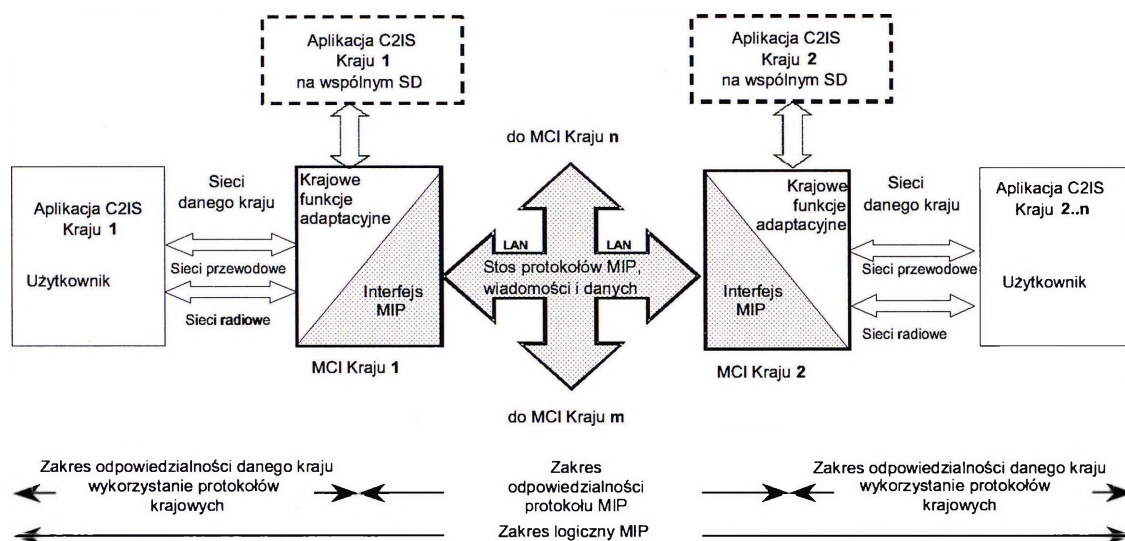 Aplikacja C2IS
Kraju 1
na wspólnym SD
Aplikacja C2IS
Kraju 2
na wspólnym SD
do MCI Kraju n
Aplikacja C2IS
Kraju 1
Użytkownik
Sieci
danego kraju
Sieci przewodowe
Sieci radiowe
Krajowe
funkcje
adaptacyjne
Interfejs
MIP
MCI Kraju 1
LAN
LAN
Stos protokołów MIP,
wiadomości i danych
Krajowe
funkcje
adaptacyjne
Interfejs
MIP
MCI Kraju 2
Sieci
danego kraju
Sieci przewodowe
Sieci radiowe
Aplikacja C2IS
Kraju 2..n
Użytkownik
do MCI Kraju m
Zakres odpowiedzialności danego kraju
wykorzystanie protokołów
krajowych
Zakres
odpowiedzialności
protokołu MIP
Zakres odpowiedzialności danego kraju
wykorzystanie protokołów
krajowych
Zakres logiczny MIP